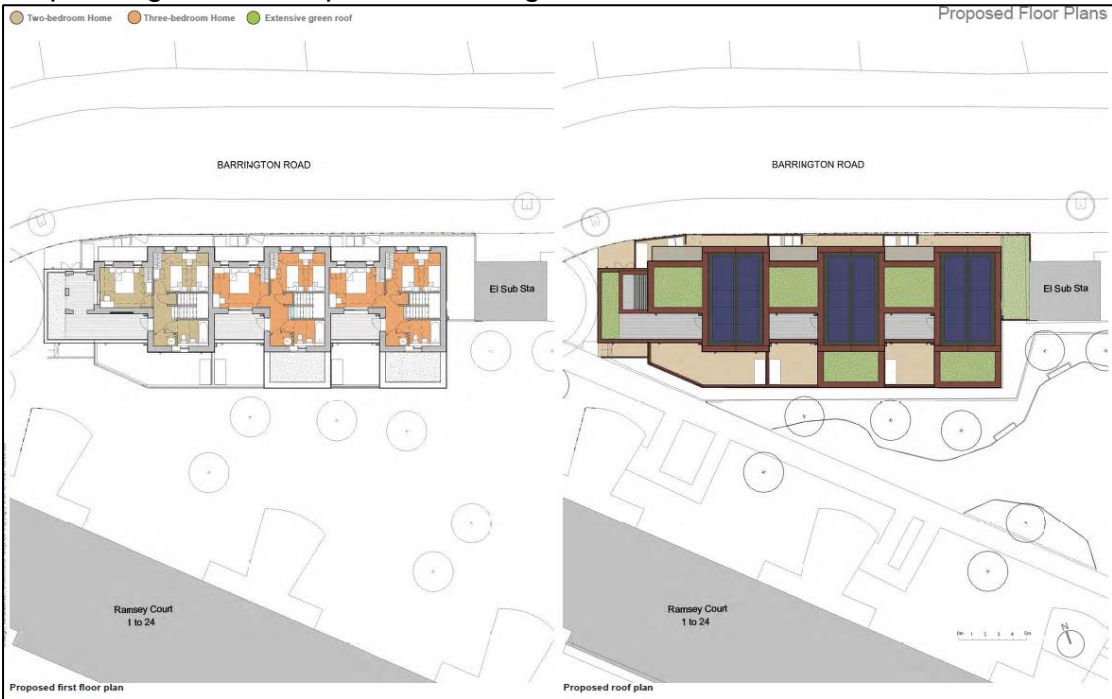 Two-bedroom Home Three-bedroom Home Extensive green roof
Proposed Floor Plans
BARRINGTON ROAD
El Sub Sta
Ramsey Court
1 to 24
Proposed first floor plan
BARRINGTON ROAD
El Sub Sta
Ramsey Court
1 to 24
0m 1 2 3 4 5m
N
Proposed roof plan